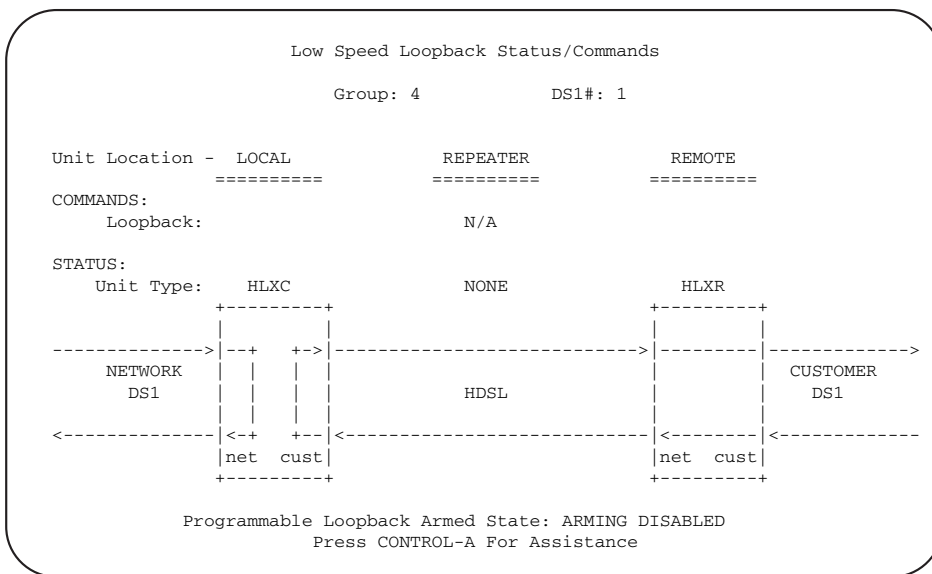 Low Speed Loopback Status/Commands
Group: 4 DS1#: 1
Unit Location - LOCAL REPEATER REMOTE
========== ========== ==========
COMMANDS:
Loopback: N/A
STATUS:
Unit Type: HLXC NONE HLXR
NETWORK CUSTOMER
DS1 HDSL DS1
net cust net cust
Programmable Loopback Armed State: ARMING DISABLED
Press CONTROL-A For Assistance